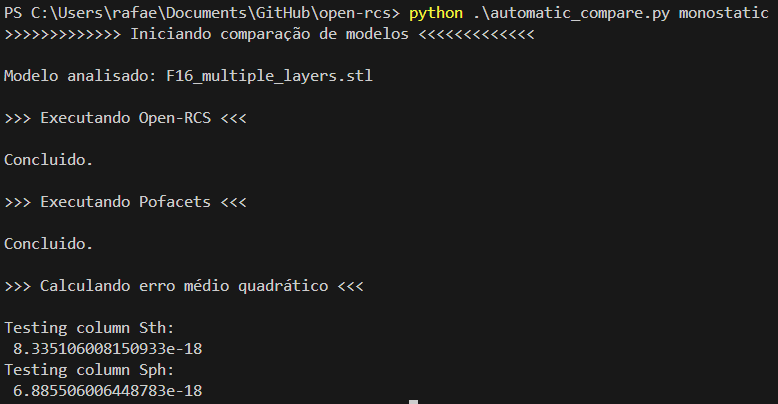 PS C:\Users\rafae\Documents\GitHub\open-rcs> python .\automatic_compare.py monostatic
>>>>>>>>>>>>> Iniciando comparação de modelos <<<<<<<<<<<<<
Modelo analisado: F16_multiple_layers.stl
>>> Executando Open-RCS <<<
Concluido.
>>> Executando Pofacets <<<
Concluido.
>>> Calculando erro médio quadrático <<<
Testing column Sth:
8.335106008150933e-18
Testing column Sph:
6.885506006448783e-18